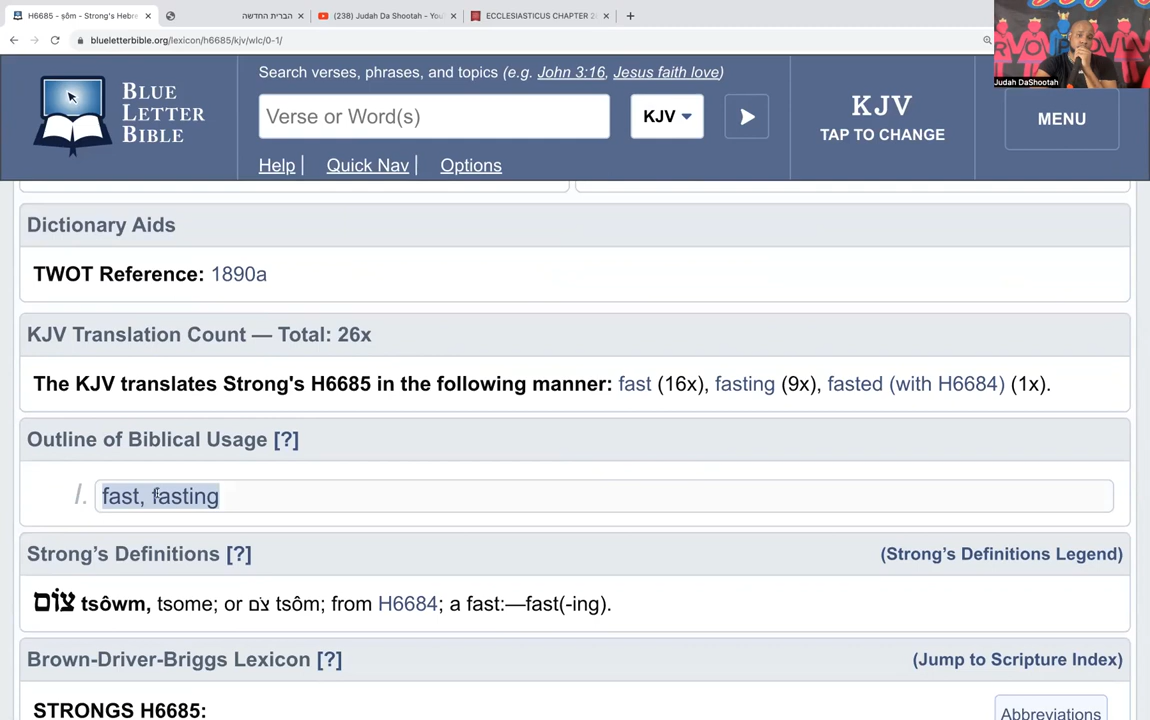 H6685 - ṣôm - Strong's Hebre
הברית החדשה
(238) Judah Da Shootah - You
ECCLESIASTICUS CHAPTER 2
blueletterbible.org/lexicon/h6685/kjv/wlc/0-1/
Judah DaShootah
BLUE
LETTER
BIBLE
Search verses, phrases, and topics (e.g. John 3:16, Jesus faith love)
Verse or Word(s)
KJV
Help | Quick Nav | Options
KJV
TAP TO CHANGE
MENU
Dictionary Aids
TWOT Reference: 1890a
KJV Translation Count — Total: 26x
The KJV translates Strong's H6685 in the following manner: fast (16x), fasting (9x), fasted (with H6684) (1x).
Outline of Biblical Usage [?]
I. fast, fasting
Strong's Definitions [?]
(Strong's Definitions Legend)
צוֹם tsôwm, tsome; or צֹם tsôm; from H6684; a fast:—fast(-ing).
Brown-Driver-Briggs Lexicon [?]
(Jump to Scripture Index)
STRONGS H6685:
Abbreviations